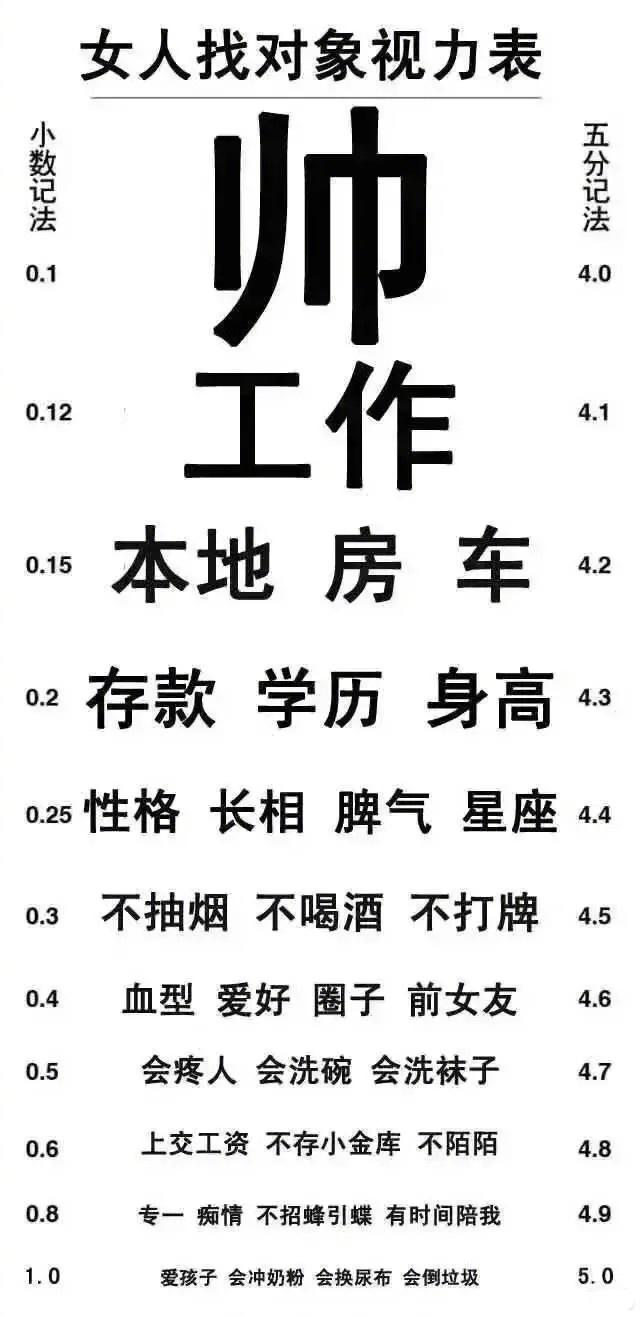 女人找对象视力表
小数记法 五分记法
帅
0.1 4.0
0.12 工作 4.1
0.15 本地 房 车 4.2
0.2 存款 学历 身高 4.3
0.25 性格 长相 脾气 星座 4.4
0.3 不抽烟 不喝酒 不打牌 4.5
0.4 血型 爱好 圈子 前女友 4.6
0.5 会疼人 会洗碗 会洗袜子 4.7
0.6 上交工资 不存小金库 不陌陌 4.8
0.8 专一 痴情 不招蜂引蝶 有时间陪我 4.9
1.0 爱孩子 会冲奶粉 会换尿布 会倒垃圾 5.0